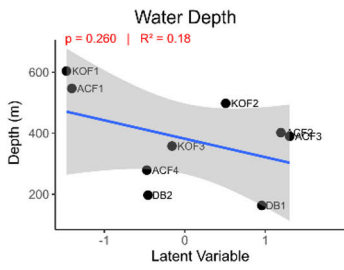 Water Depth
p = 0.260 | R² = 0.18
Depth (m)
600
400
200
KOF1
ACF1
KOF2
ACF2
ACF3
KOF3
ACF4
DB2
DB1
-1
0
1
Latent Variable